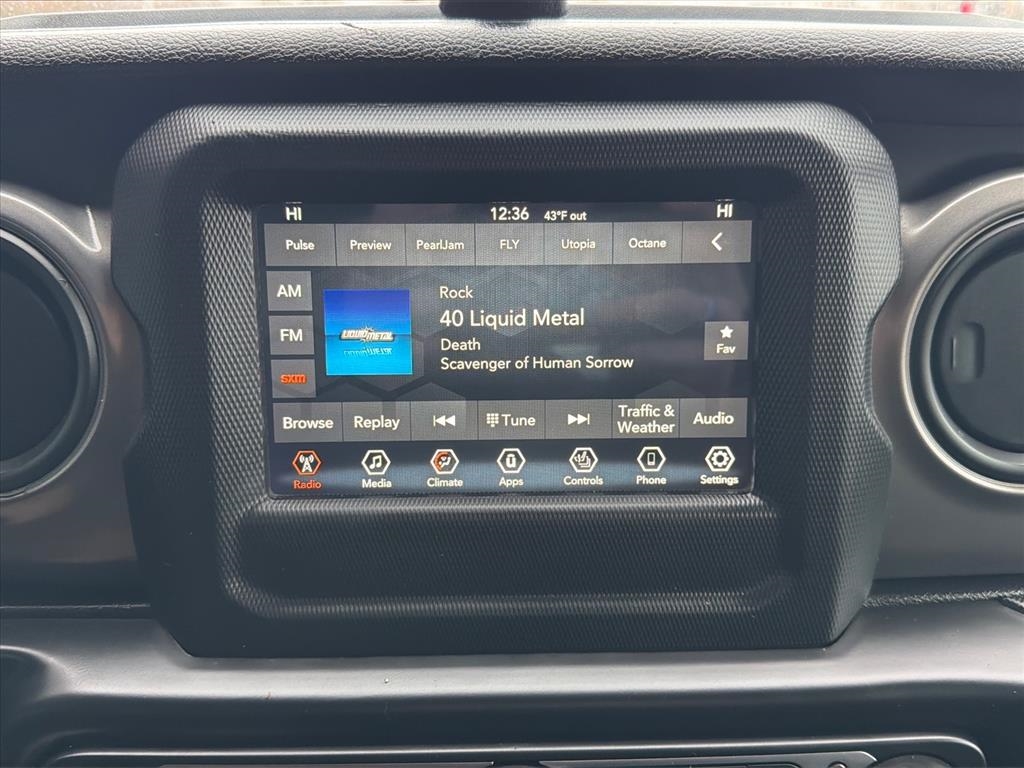 HI 12:36 43°F out HI
Pulse Preview PearlJam FLY Utopia Octane
AM
FM
sxm
LIQUID METAL
Rock
40 Liquid Metal
Death
Scavenger of Human Sorrow
Fav
Browse Replay Tune Traffic & Weather Audio
Radio Media Climate Apps Controls Phone Settings